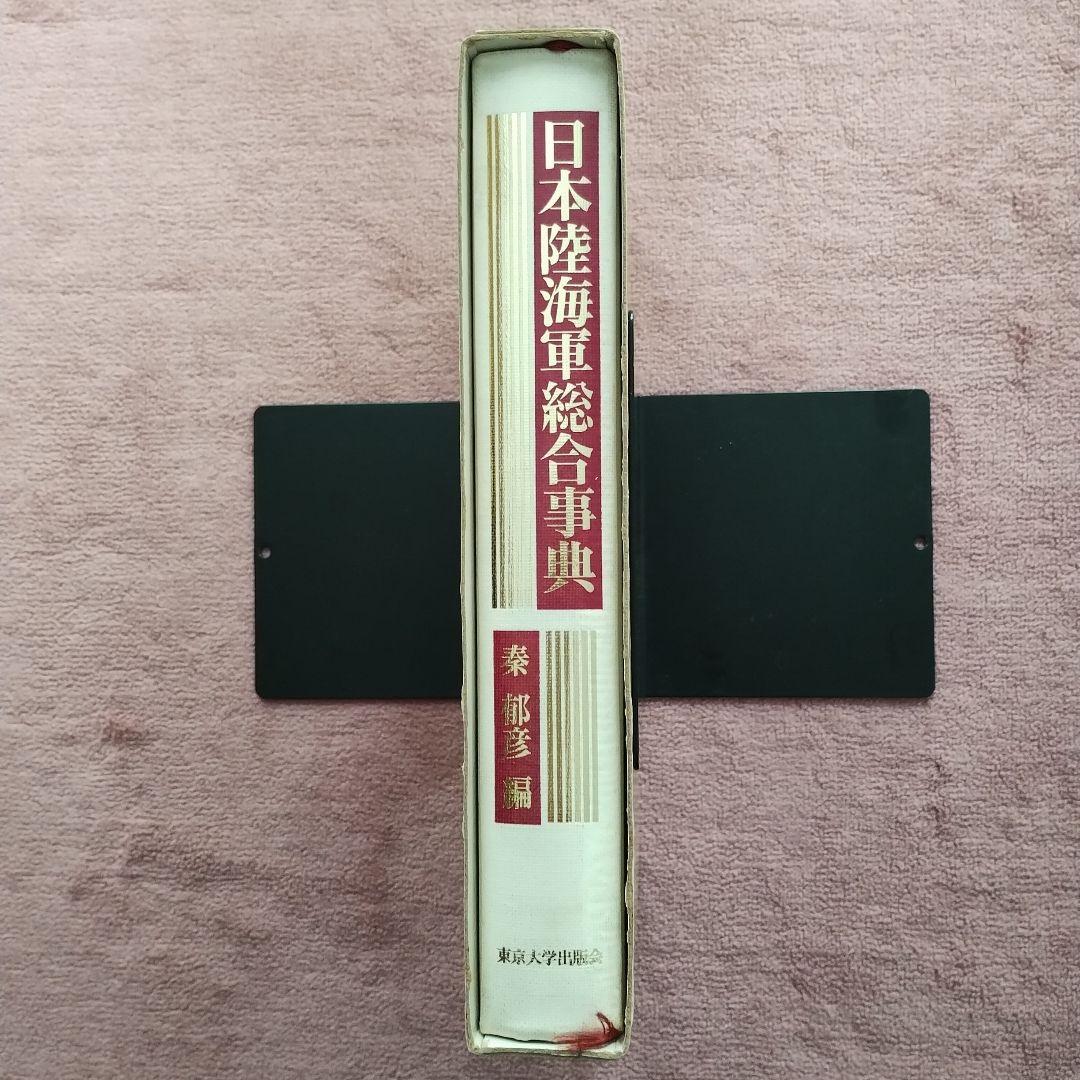 日本陸海軍総合事典
秦 郁彦 編
東京大学出版会